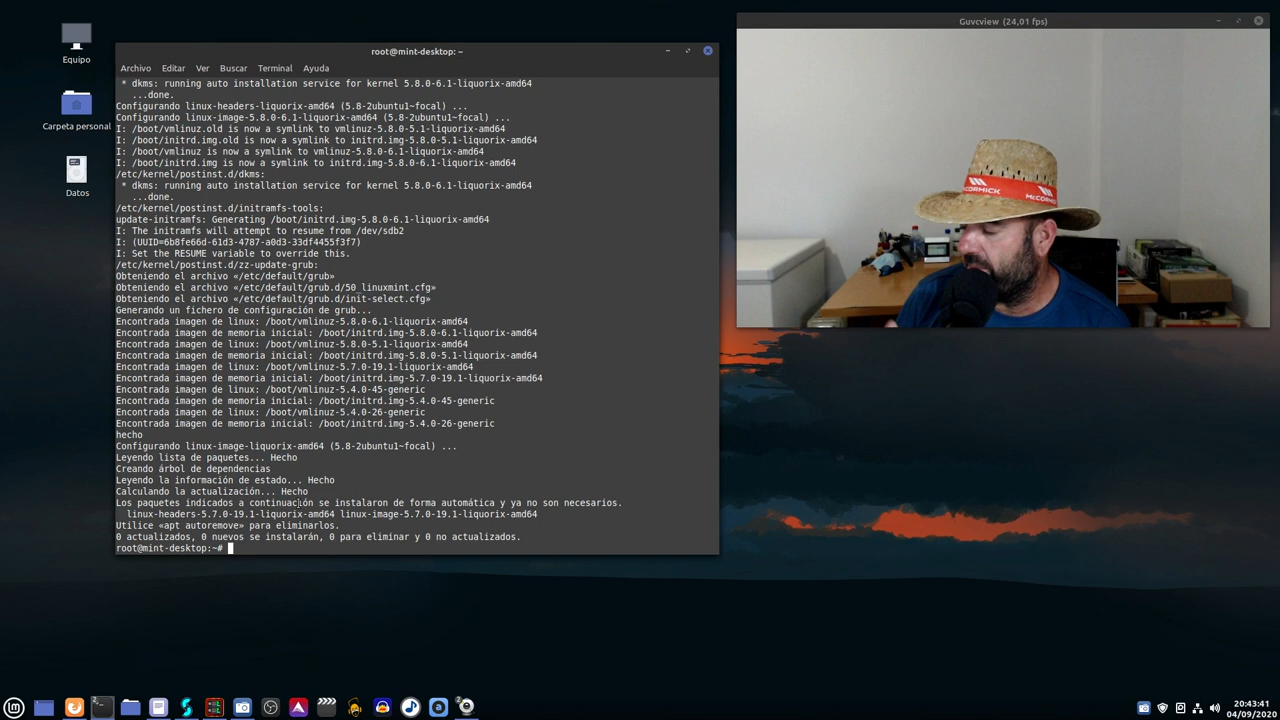 Equipo
Carpeta personal
Datos
root@mint-desktop: ~
Archivo Editar Ver Buscar Terminal Ayuda
* dkms: running auto installation service for kernel 5.8.0-6.1-liquorix-amd64
...done.
Configurando linux-headers-liquorix-amd64 (5.8-2ubuntu1~focal) ...
Configurando linux-image-5.8.0-6.1-liquorix-amd64 (5.8-2ubuntu1~focal) ...
I: /boot/vmlinuz.old is now a symlink to vmlinuz-5.8.0-5.1-liquorix-amd64
I: /boot/initrd.img.old is now a symlink to initrd.img-5.8.0-5.1-liquorix-amd64
I: /boot/vmlinuz is now a symlink to vmlinuz-5.8.0-6.1-liquorix-amd64
I: /boot/initrd.img is now a symlink to initrd.img-5.8.0-6.1-liquorix-amd64
/etc/kernel/postinst.d/dkms:
* dkms: running auto installation service for kernel 5.8.0-6.1-liquorix-amd64
...done.
/etc/kernel/postinst.d/initramfs-tools:
update-initramfs: Generating /boot/initrd.img-5.8.0-6.1-liquorix-amd64
I: The initramfs will attempt to resume from /dev/sdb2
I: (UUID=6b8fe66d-61d3-4787-a0d3-33df4455f3f7)
I: Set the RESUME variable to override this.
/etc/kernel/postinst.d/zz-update-grub:
Obteniendo el archivo «/etc/default/grub»
Obteniendo el archivo «/etc/default/grub.d/50_linuxmint.cfg»
Obteniendo el archivo «/etc/default/grub.d/init-select.cfg»
Generando un fichero de configuración de grub...
Encontrada imagen de linux: /boot/vmlinuz-5.8.0-6.1-liquorix-amd64
Encontrada imagen de memoria inicial: /boot/initrd.img-5.8.0-6.1-liquorix-amd64
Encontrada imagen de linux: /boot/vmlinuz-5.8.0-5.1-liquorix-amd64
Encontrada imagen de memoria inicial: /boot/initrd.img-5.8.0-5.1-liquorix-amd64
Encontrada imagen de linux: /boot/vmlinuz-5.7.0-19.1-liquorix-amd64
Encontrada imagen de memoria inicial: /boot/initrd.img-5.7.0-19.1-liquorix-amd64
Encontrada imagen de linux: /boot/vmlinuz-5.4.0-45-generic
Encontrada imagen de memoria inicial: /boot/initrd.img-5.4.0-45-generic
Encontrada imagen de linux: /boot/vmlinuz-5.4.0-26-generic
Encontrada imagen de memoria inicial: /boot/initrd.img-5.4.0-26-generic
hecho
Configurando linux-image-liquorix-amd64 (5.8-2ubuntu1~focal) ...
Leyendo lista de paquetes... Hecho
Creando árbol de dependencias
Leyendo la información de estado... Hecho
Calculando la actualización... Hecho
Los paquetes indicados a continuación se instalaron de forma automática y ya no son necesarios.
linux-headers-5.7.0-19.1-liquorix-amd64 linux-image-5.7.0-19.1-liquorix-amd64
Utilice «apt autoremove» para eliminarlos.
0 actualizados, 0 nuevos se instalarán, 0 para eliminar y 0 no actualizados.
root@mint-desktop:~#
Guvcview (24,01 fps)
McCORMICK
McCORMICK
20:43:41
04/09/2020